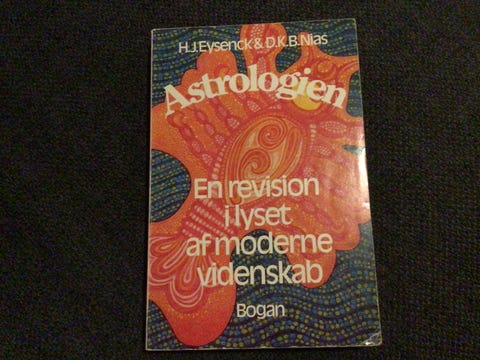 H.J.Eysenck & D.K.B.Nias
Astrologien
En revision
i lyset
af moderne
videnskab
Bogan